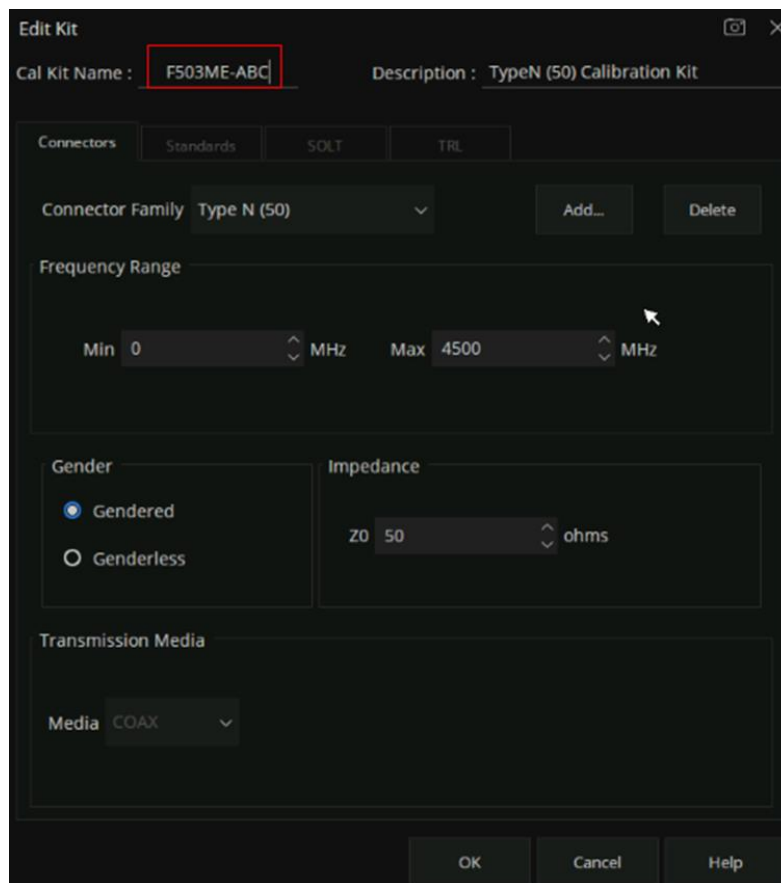 Edit Kit
Cal Kit Name : F503ME-ABC Description : TypeN (50) Calibration Kit
Connectors Standards SOLT TRL
Connector Family Type N (50) Add... Delete
Frequency Range
Min 0 MHz Max 4500 MHz
Gender Impedance
Gendered
Z0 50 ohms
Genderless
Transmission Media
Media COAX
OK Cancel Help